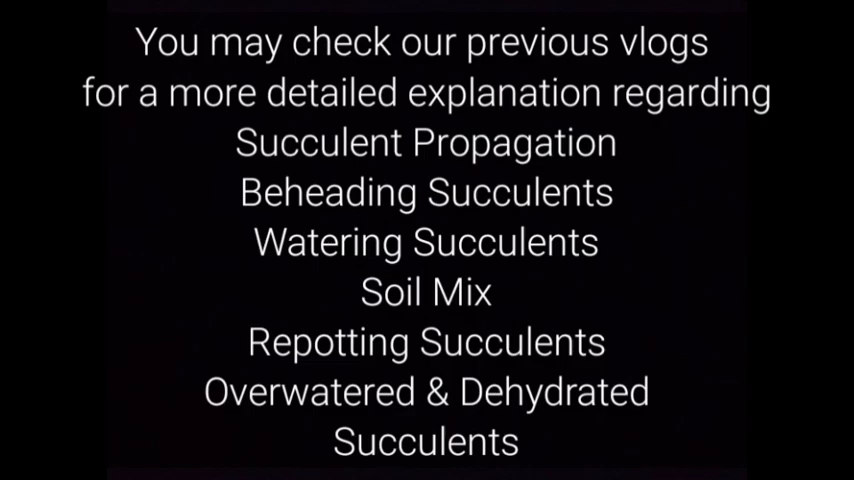 You may check our previous vlogs
for a more detailed explanation regarding
Succulent Propagation
Beheading Succulents
Watering Succulents
Soil Mix
Repotting Succulents
Overwatered & Dehydrated
Succulents